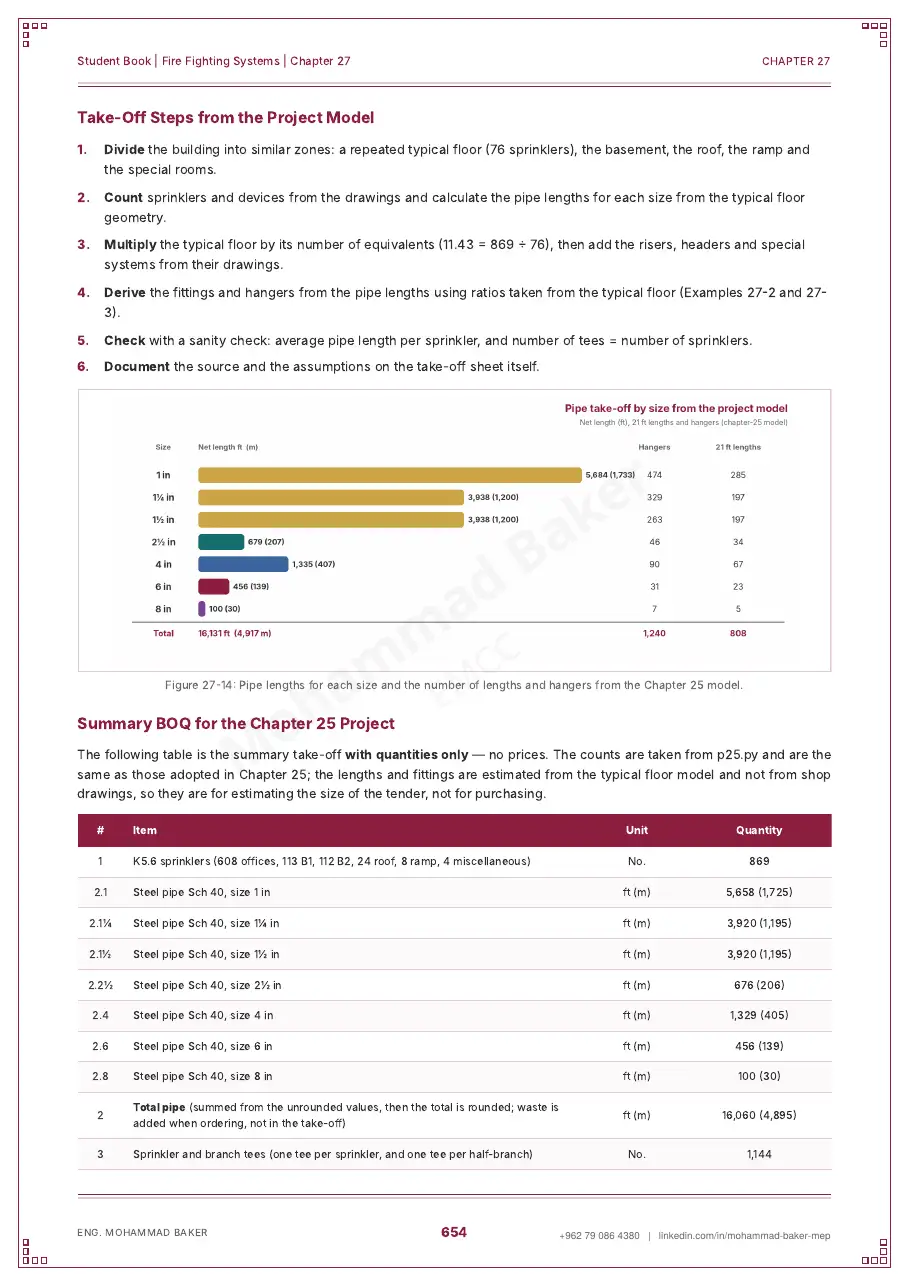 Student Book | Fire Fighting Systems | Chapter 27
CHAPTER 27
Take-Off Steps from the Project Model
1. Divide the building into similar zones: a repeated typical floor (76 sprinklers), the basement, the roof, the ramp and
the special rooms.
2. Count sprinklers and devices from the drawings and calculate the pipe lengths for each size from the typical floor
geometry.
3. Multiply the typical floor by its number of equivalents (11.43 = 869 ÷ 76), then add the risers, headers and special
systems from their drawings.
4. Derive the fittings and hangers from the pipe lengths using ratios taken from the typical floor (Examples 27-2 and 27-
3).
5. Check with a sanity check: average pipe length per sprinkler, and number of tees = number of sprinklers.
6. Document the source and the assumptions on the take-off sheet itself.
Pipe take-off by size from the project model
Net length (ft), 21 ft lengths and hangers (chapter-25 model)
Size Net length ft (m) Hangers 21 ft lengths
1 in 5,684 (1,733) 474 285
1¼ in 3,938 (1,200) 329 197
1½ in 3,938 (1,200) 263 197
2½ in 679 (207) 46 34
4 in 1,335 (407) 90 67
6 in 456 (139) 31 23
8 in 100 (30) 7 5
Total 16,131 ft (4,917 m) 1,240 808
Mohammad Baker
EMCC
Figure 27-14: Pipe lengths for each size and the number of lengths and hangers from the Chapter 25 model.
Summary BOQ for the Chapter 25 Project
The following table is the summary take-off with quantities only — no prices. The counts are taken from p25.py and are the
same as those adopted in Chapter 25; the lengths and fittings are estimated from the typical floor model and not from shop
drawings, so they are for estimating the size of the tender, not for purchasing.
# Item Unit Quantity
1 K5.6 sprinklers (608 offices, 113 B1, 112 B2, 24 roof, 8 ramp, 4 miscellaneous) No. 869
2.1 Steel pipe Sch 40, size 1 in ft (m) 5,658 (1,725)
2.1¼ Steel pipe Sch 40, size 1¼ in ft (m) 3,920 (1,195)
2.1½ Steel pipe Sch 40, size 1½ in ft (m) 3,920 (1,195)
2.2½ Steel pipe Sch 40, size 2½ in ft (m) 676 (206)
2.4 Steel pipe Sch 40, size 4 in ft (m) 1,329 (405)
2.6 Steel pipe Sch 40, size 6 in ft (m) 456 (139)
2.8 Steel pipe Sch 40, size 8 in ft (m) 100 (30)
2 Total pipe (summed from the unrounded values, then the total is rounded; waste is
added when ordering, not in the take-off) ft (m) 16,060 (4,895)
3 Sprinkler and branch tees (one tee per sprinkler, and one tee per half-branch) No. 1,144
ENG. MOHAMMAD BAKER
654
+962 79 086 4380 | linkedin.com/in/mohammad-baker-mep